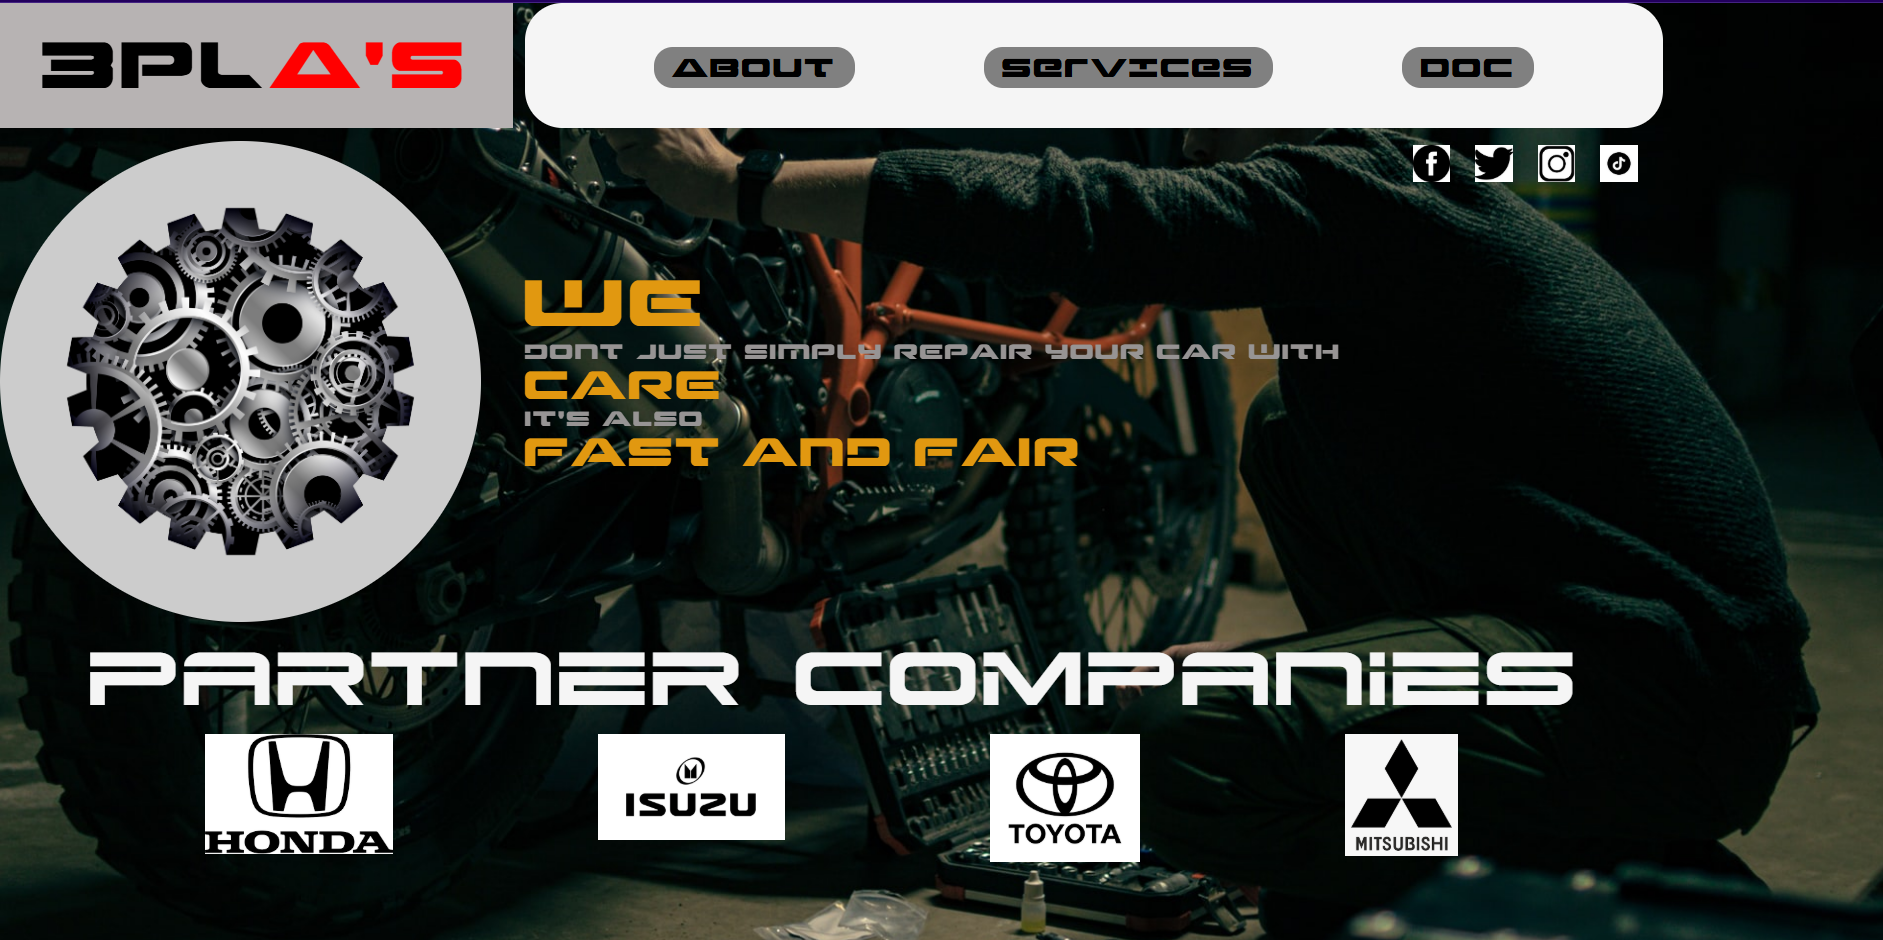 3PLA'S
ABOUT
SERVICES
DOC
WE
DONT JUST SIMPLY REPAIR YOUR CAR WITH
CARE
IT'S ALSO
FAST AND FAIR
PARTNER COMPANIES
HONDA
ISUZU
TOYOTA
MITSUBISHI